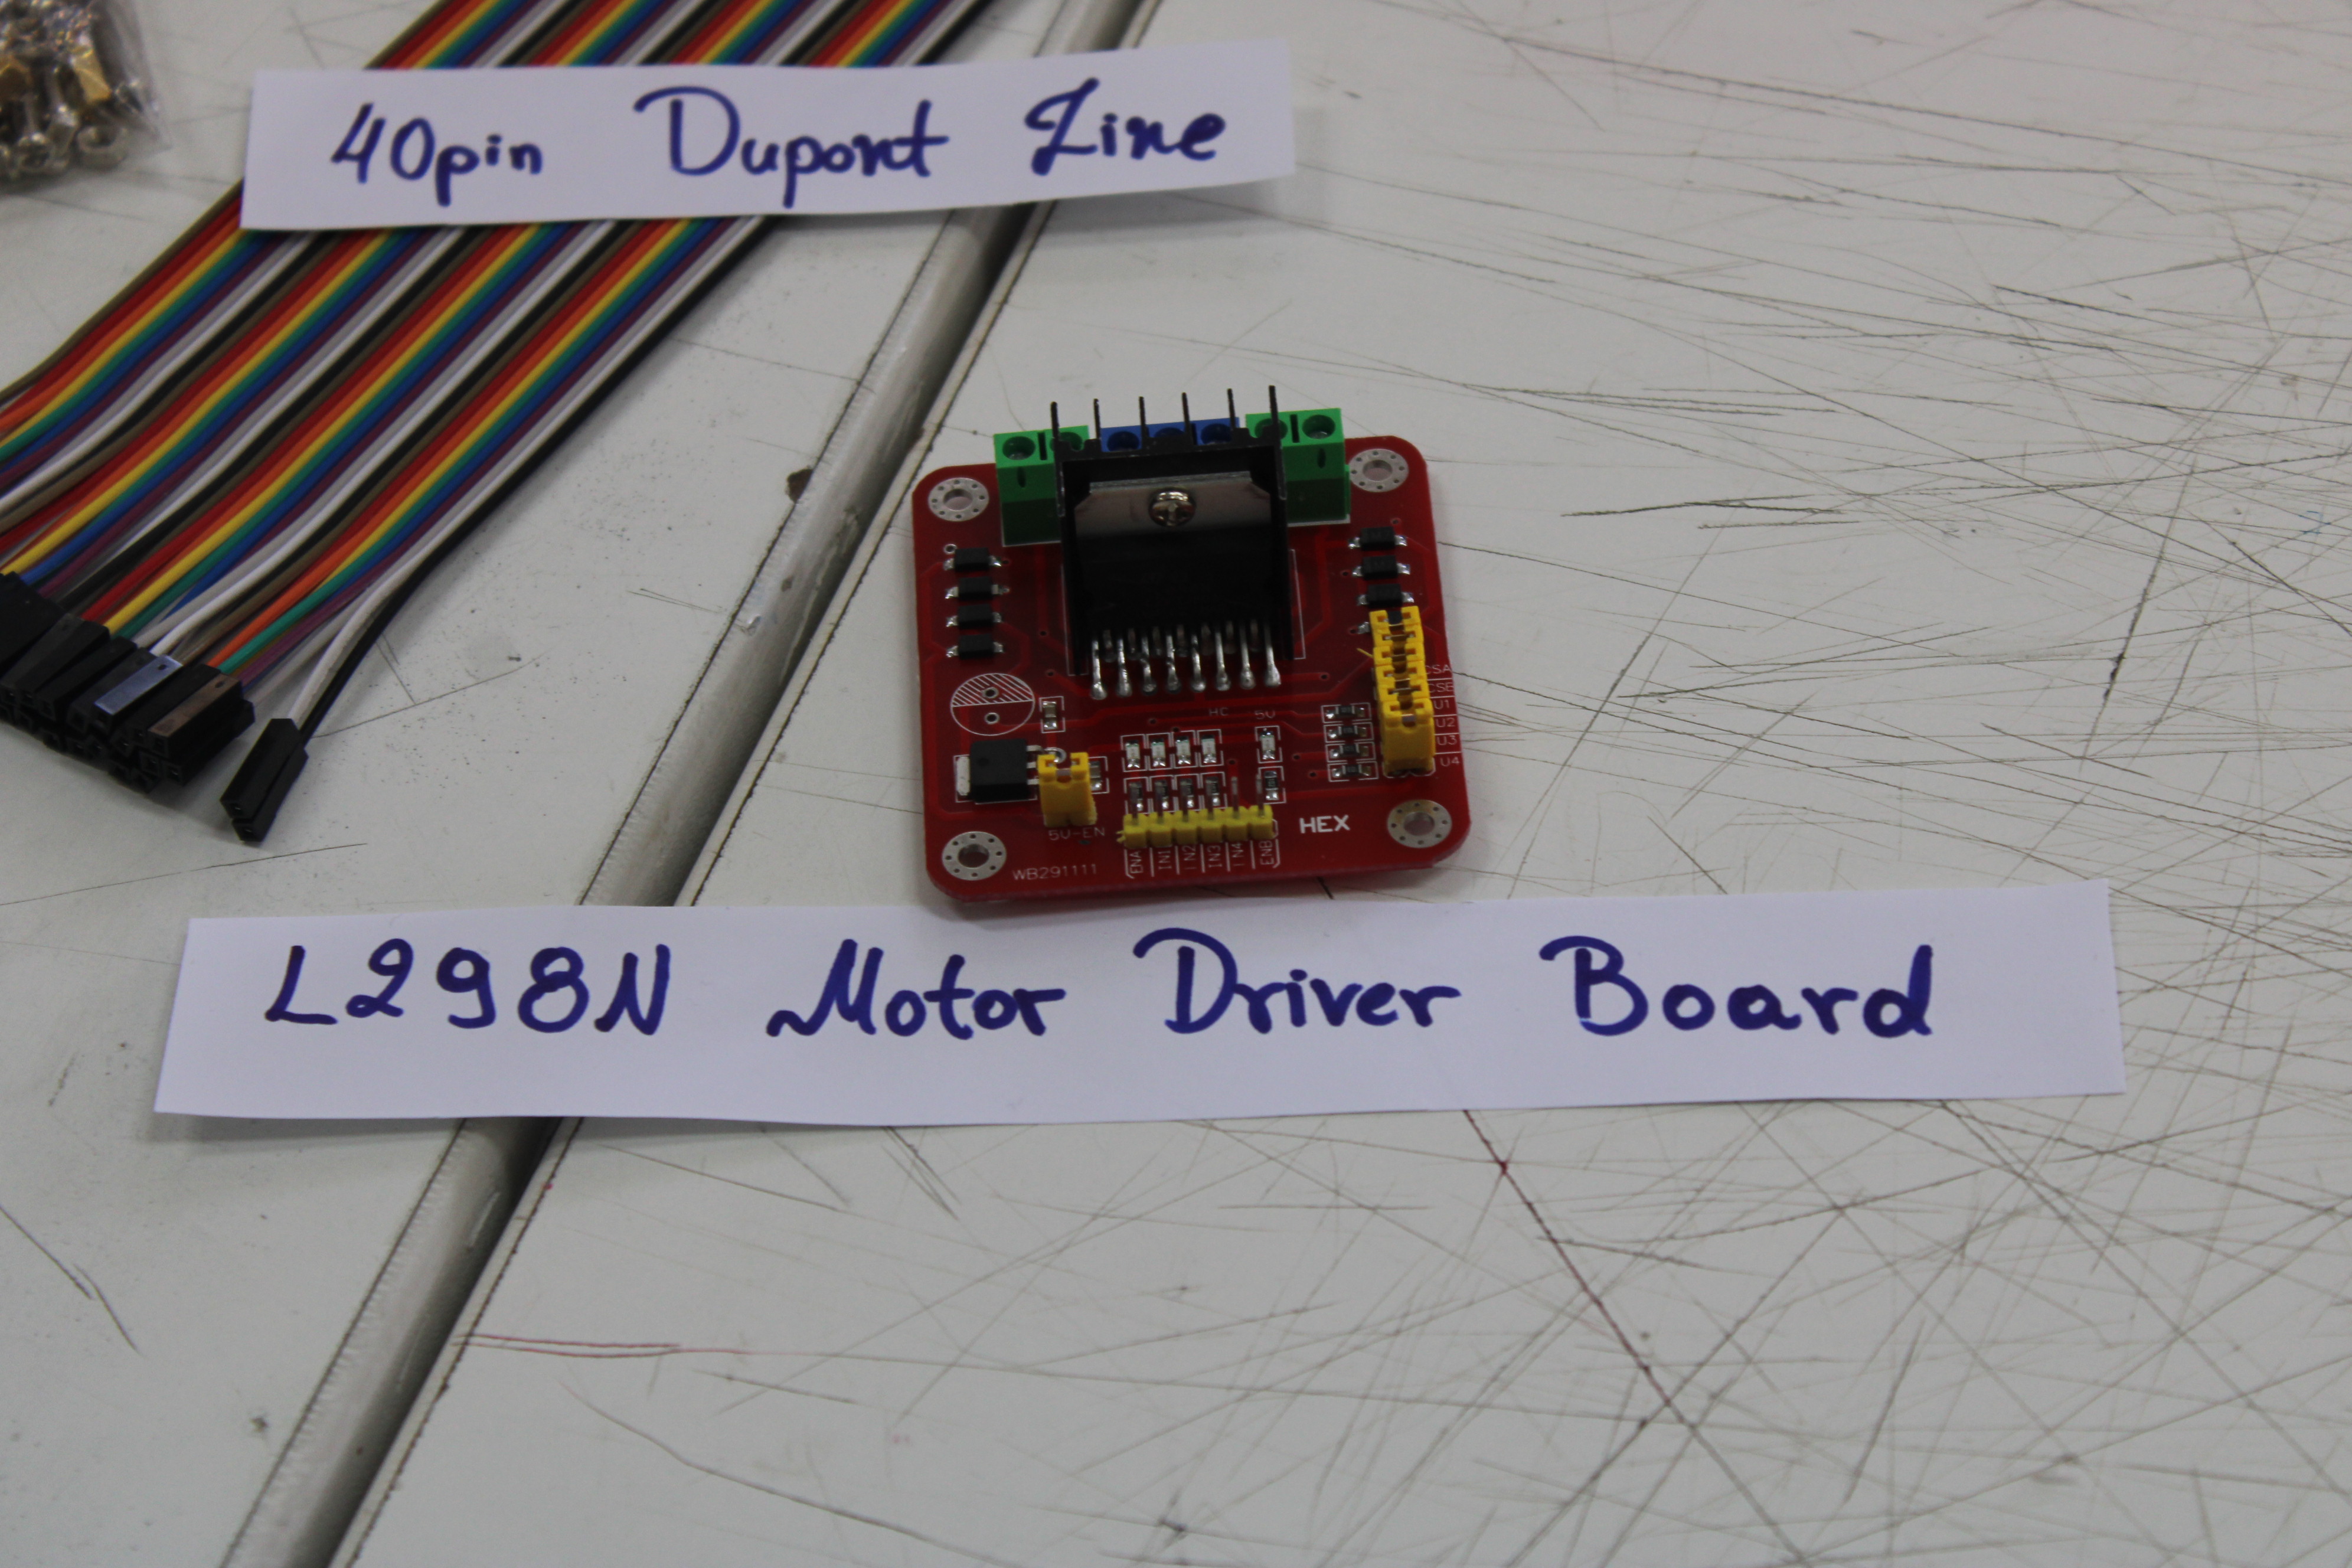 40pin Dupont Line
CSA
CSB
U1
U2
U3
U4
5V
5V-EN
HEX
ENA IN1 IN2 IN3 IN4 ENB
WB291111
L298N Motor Driver Board